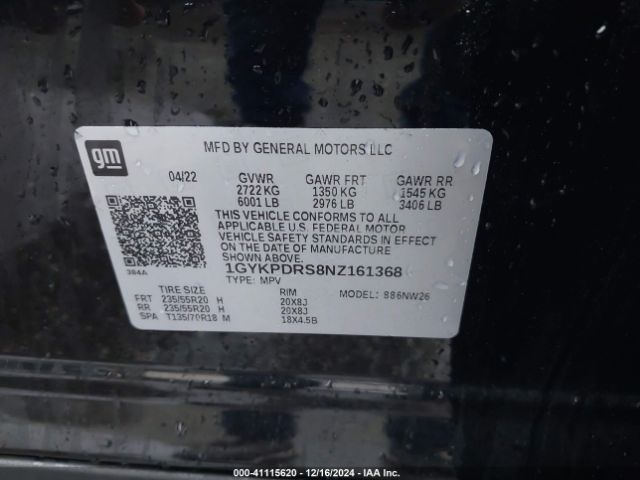 gm
MFD BY GENERAL MOTORS LLC
04/22 GVWR GAWR FRT GAWR RR
2722 KG 1350 KG 1545 KG
6001 LB 2976 LB 3406 LB
THIS VEHICLE CONFORMS TO ALL
APPLICABLE U.S. FEDERAL MOTOR
VEHICLE SAFETY STANDARDS IN EFFECT
ON THE DATE OF MANUFACTURE
SHOWN ABOVE.
384A
1GYKPDRS8NZ161368
TYPE: MPV
TIRE SIZE RIM MODEL: 886NW26
FRT 235/55R20 H 20X8J
RR 235/55R20 H 20X8J
SPA T135/70R18 M 18X4.5B
000-41115620 - 12/16/2024 - IAA Inc.